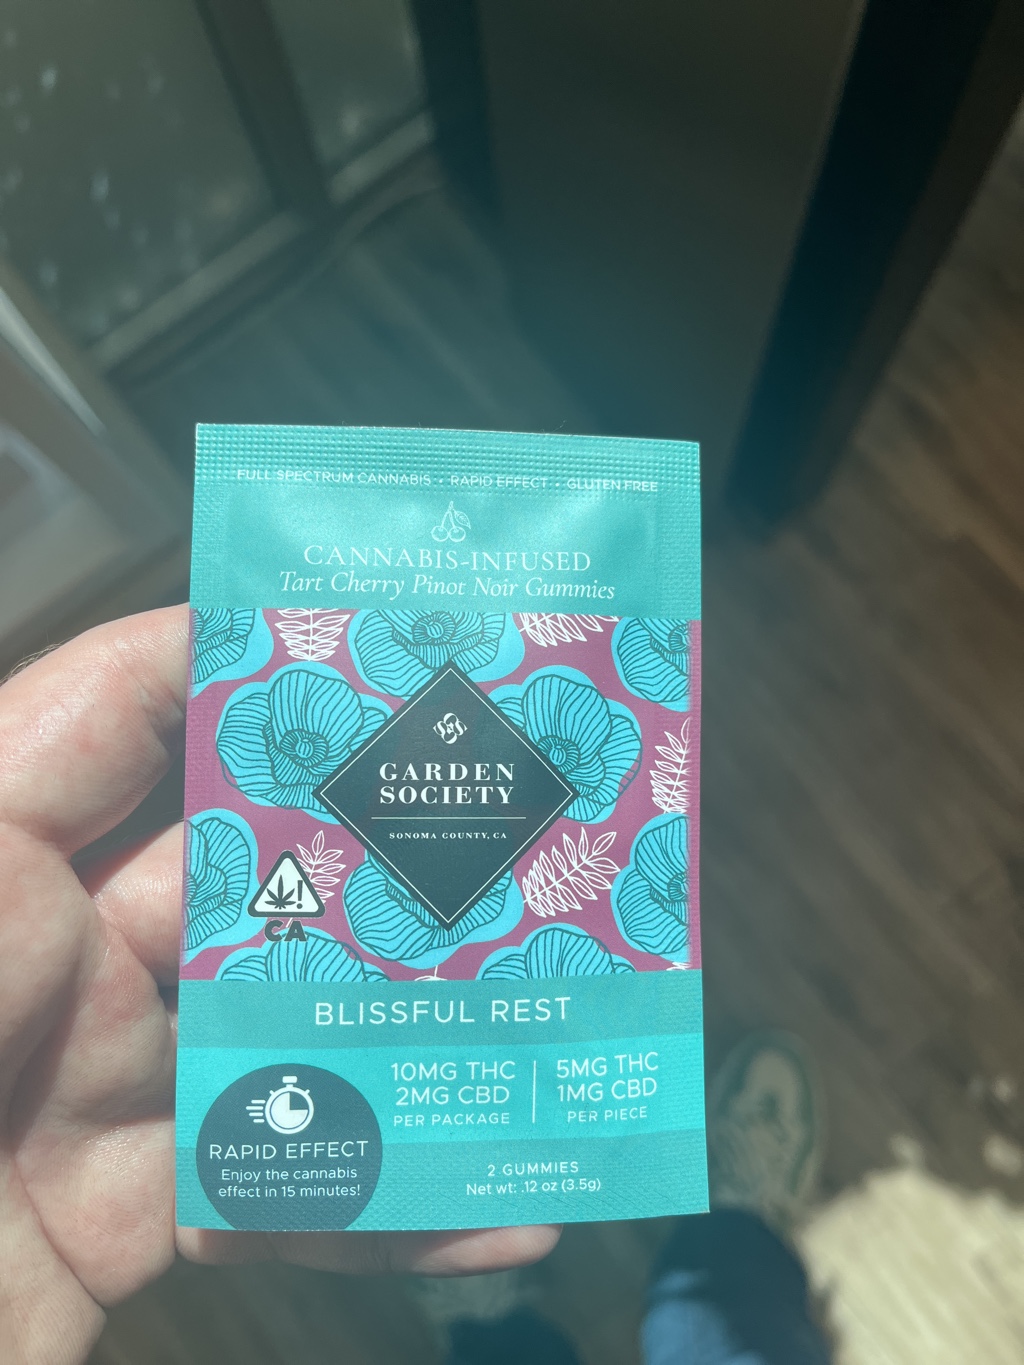 FULL SPECTRUM CANNABIS • RAPID EFFECT • GLUTEN FREE
CANNABIS-INFUSED
Tart Cherry Pinot Noir Gummies
GARDEN
SOCIETY
SONOMA COUNTY, CA
!
CA
BLISSFUL REST
10MG THC
2MG CBD
PER PACKAGE
5MG THC
1MG CBD
PER PIECE
RAPID EFFECT
Enjoy the cannabis
effect in 15 minutes!
2 GUMMIES
Net wt: .12 oz (3.5g)